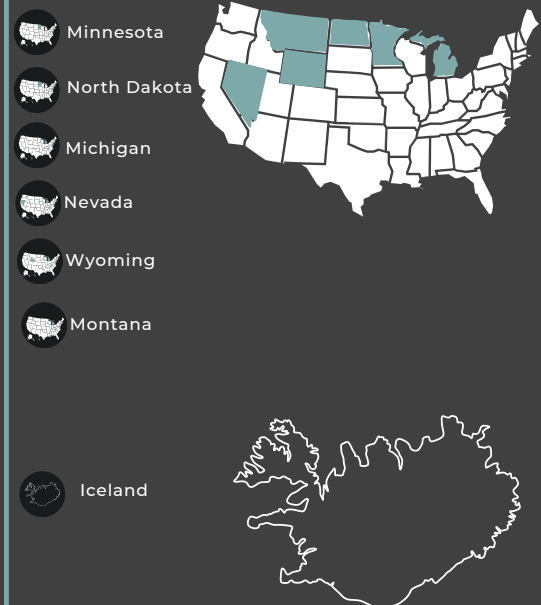 Minnesota
North Dakota
Michigan
Nevada
Wyoming
Montana
Iceland